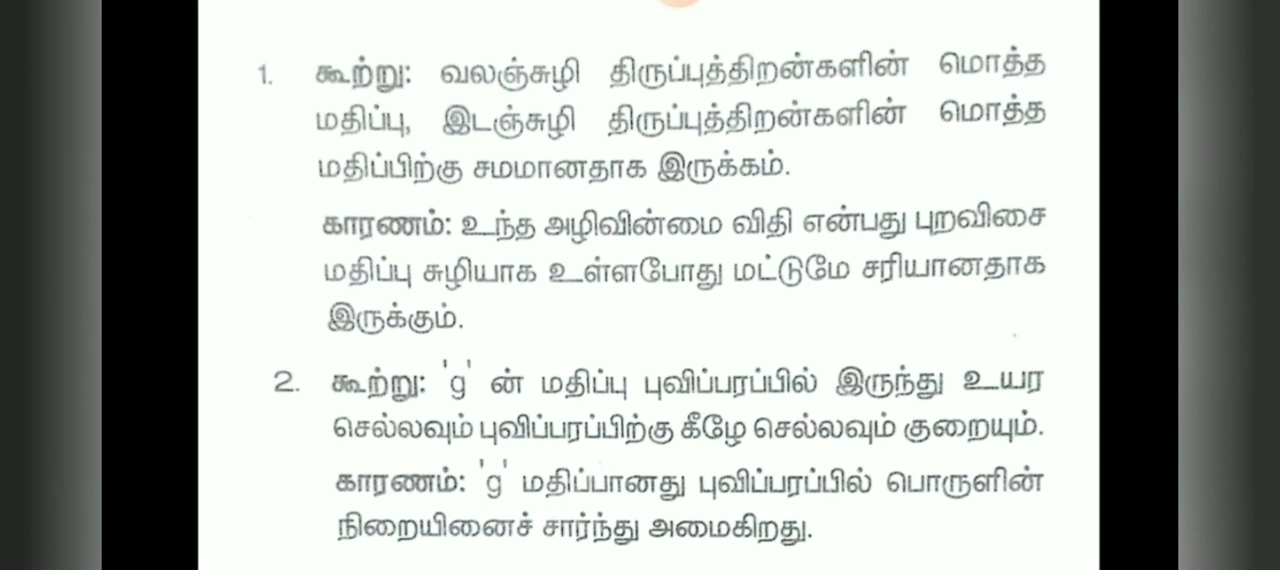 1. கூற்று: வலஞ்சுழி திருப்புத்திறன்களின் மொத்த
மதிப்பு, இடஞ்சுழி திருப்புத்திறன்களின் மொத்த
மதிப்பிற்கு சமமானதாக இருக்கம்.
காரணம்: உந்த அழிவின்மை விதி என்பது புறவிசை
மதிப்பு சுழியாக உள்ளபோது மட்டுமே சரியானதாக
இருக்கும்.
2. கூற்று: 'g' ன் மதிப்பு புவிப்பரப்பில் இருந்து உயர
செல்லவும் புவிப்பரப்பிற்கு கீழே செல்லவும் குறையும்.
காரணம்: 'g' மதிப்பானது புவிப்பரப்பில் பொருளின்
நிறையினைச் சார்ந்து அமைகிறது.